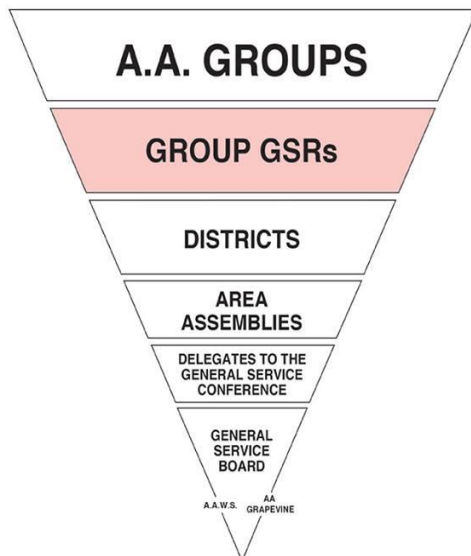 A.A. GROUPS
GROUP GSRs
DISTRICTS
AREA
ASSEMBLIES
DELEGATES TO THE
GENERAL SERVICE
CONFERENCE
GENERAL
SERVICE
BOARD
A.A.W.S.
AA
GRAPEVINE